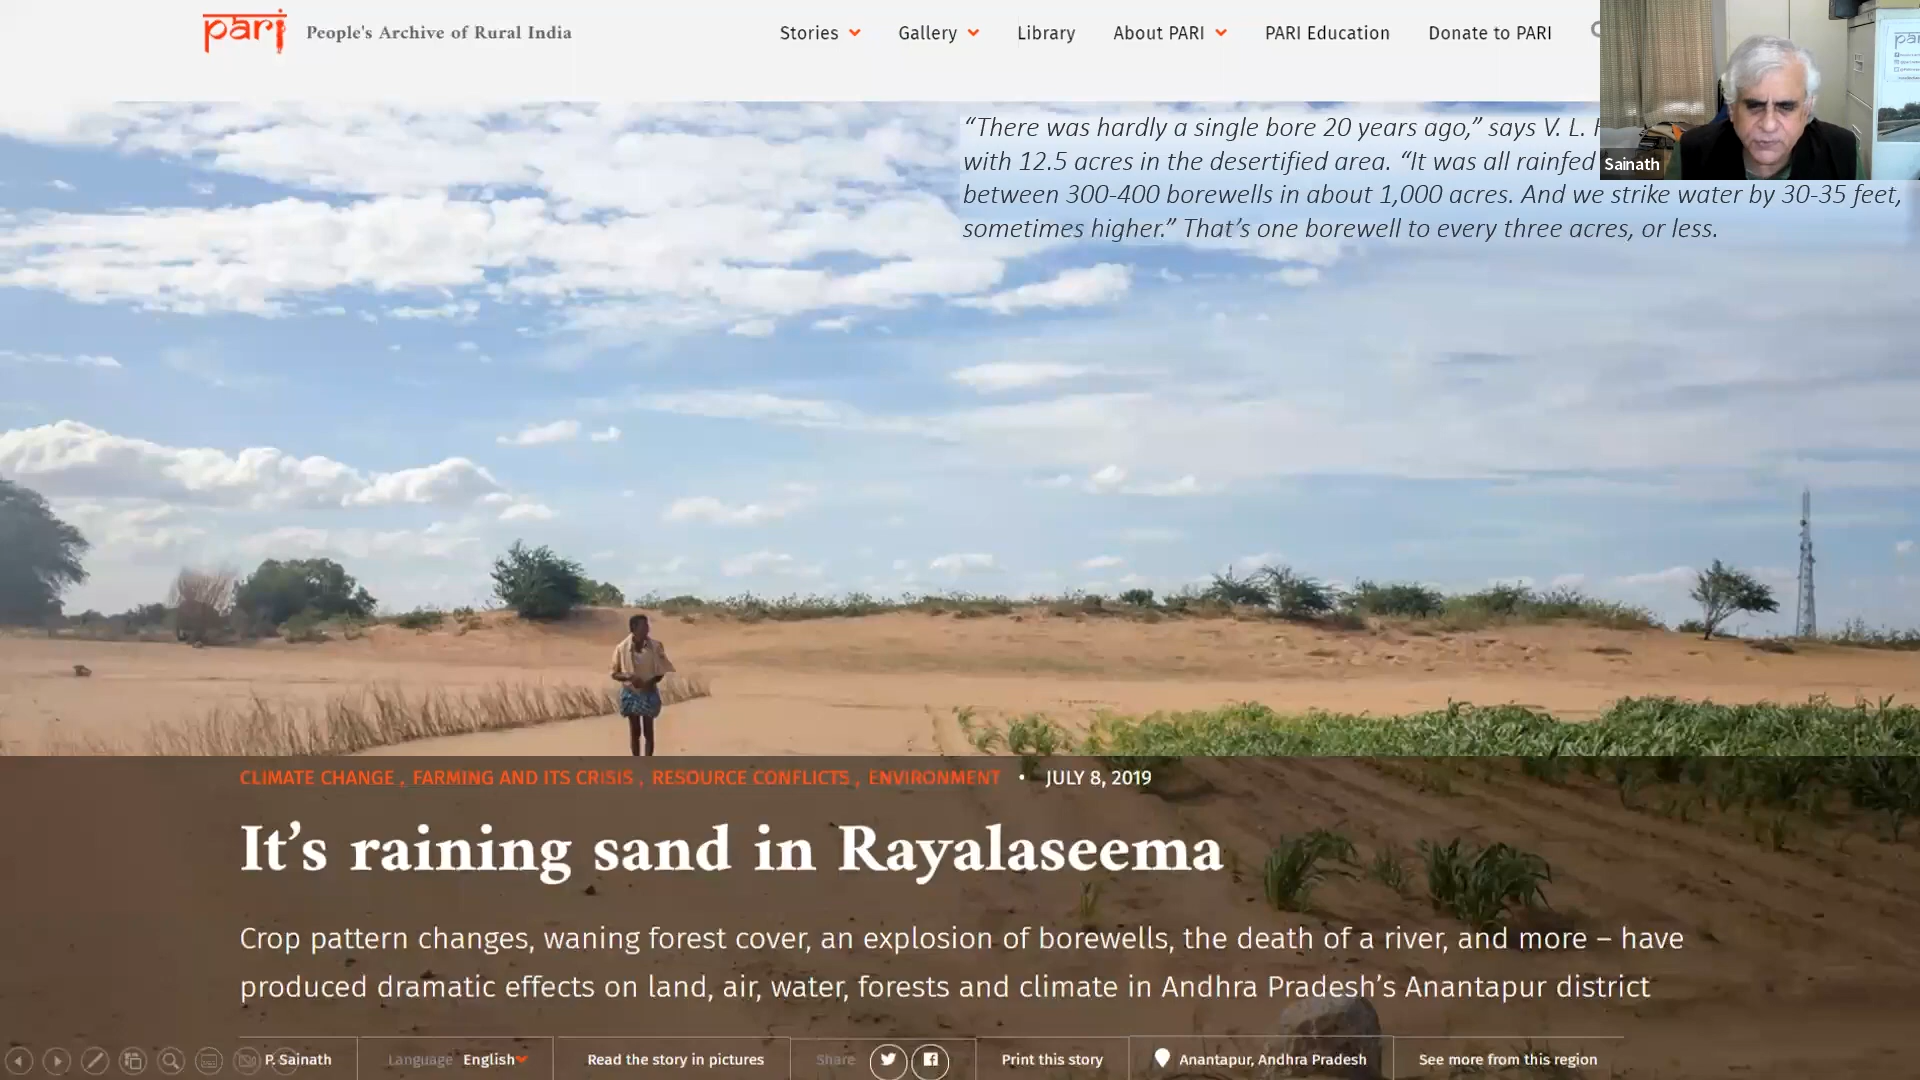 pari People's Archive of Rural India Stories Gallery Library About PARI PARI Education Donate to PARI
“There was hardly a single bore 20 years ago,” says V. L.
with 12.5 acres in the desertified area. “It was all rainfed
between 300-400 borewells in about 1,000 acres. And we strike water by 30-35 feet,
sometimes higher.” That’s one borewell to every three acres, or less.
Sainath
CLIMATE CHANGE , FARMING AND ITS CRISIS , RESOURCE CONFLICTS , ENVIRONMENT • JULY 8, 2019
It’s raining sand in Rayalaseema
Crop pattern changes, waning forest cover, an explosion of borewells, the death of a river, and more – have
produced dramatic effects on land, air, water, forests and climate in Andhra Pradesh’s Anantapur district
P. Sainath Language English Read the story in pictures Share Print this story Anantapur, Andhra Pradesh See more from this region